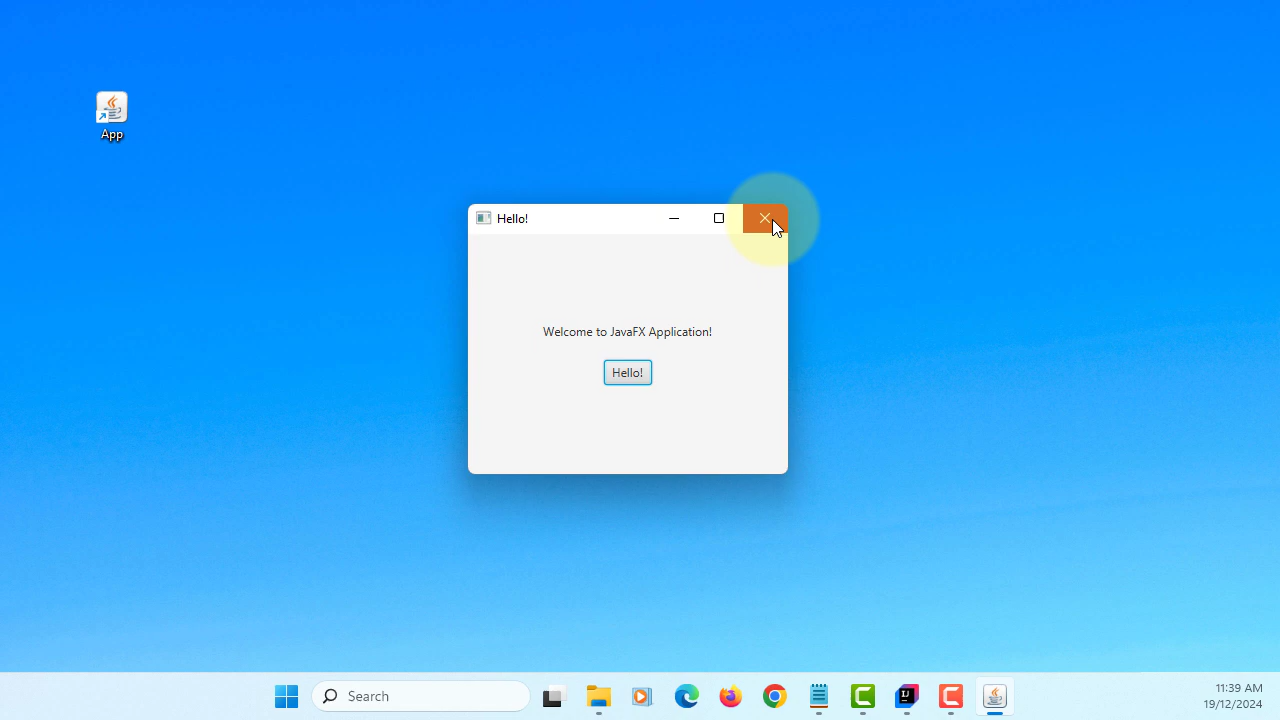 App
Hello!
Welcome to JavaFX Application!
Hello!
Search
11:39 AM
19/12/2024